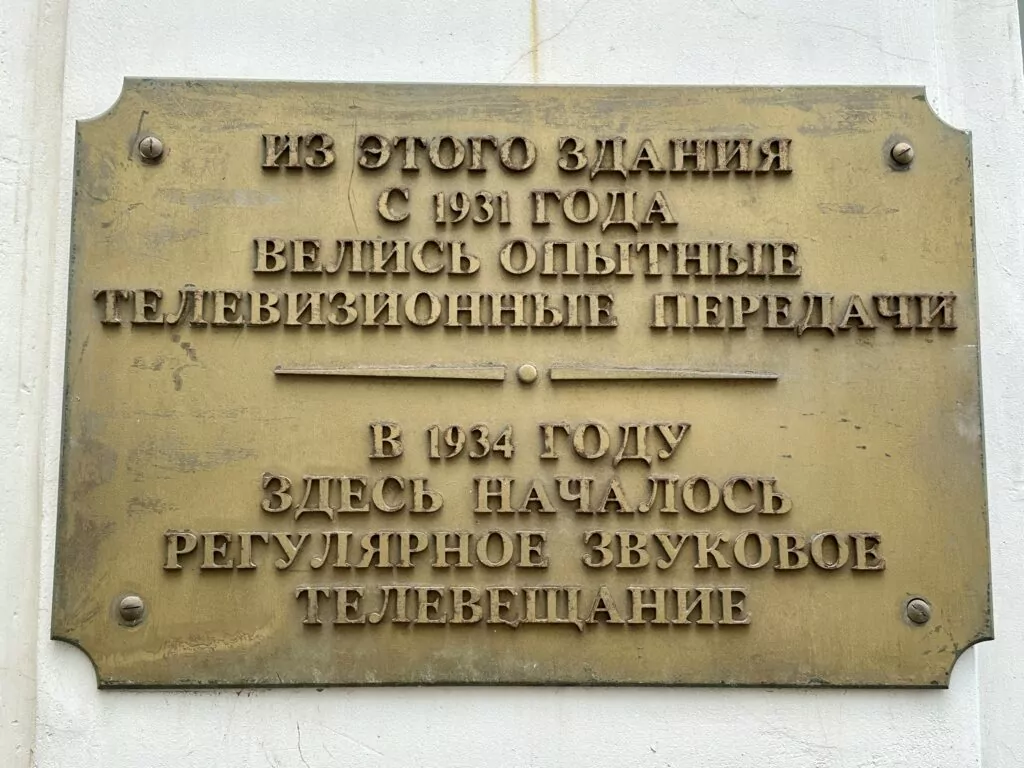 ИЗ ЭТОГО ЗДАНИЯ
С 1931 ГОДА
ВЕЛИСЬ ОПЫТНЫЕ
ТЕЛЕВИЗИОННЫЕ ПЕРЕДАЧИ
В 1934 ГОДУ
ЗДЕСЬ НАЧАЛОСЬ
РЕГУЛЯРНОЕ ЗВУКОВОЕ
ТЕЛЕВЕЩАНИЕ